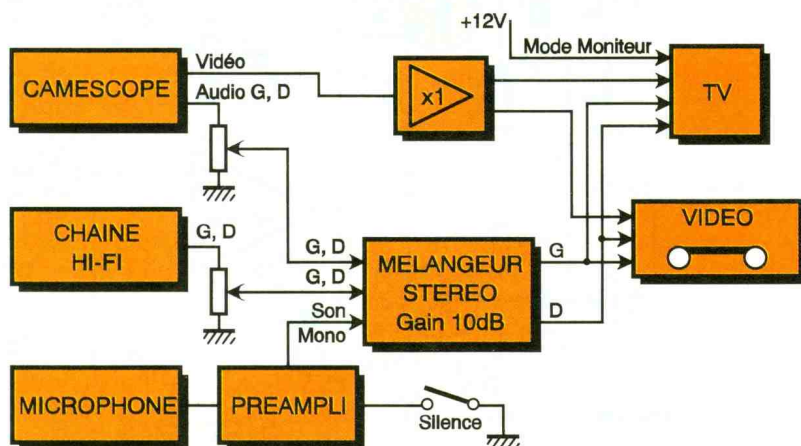 +12V
Mode Moniteur
CAMESCOPE
Vidéo
Audio G, D
x1
TV
CHAINE
HI-FI
G, D
G, D
G, D
Son
Mono
MELANGEUR
STEREO
Gain 10dB
G
D
VIDEO
MICROPHONE
PREAMPLI
Silence